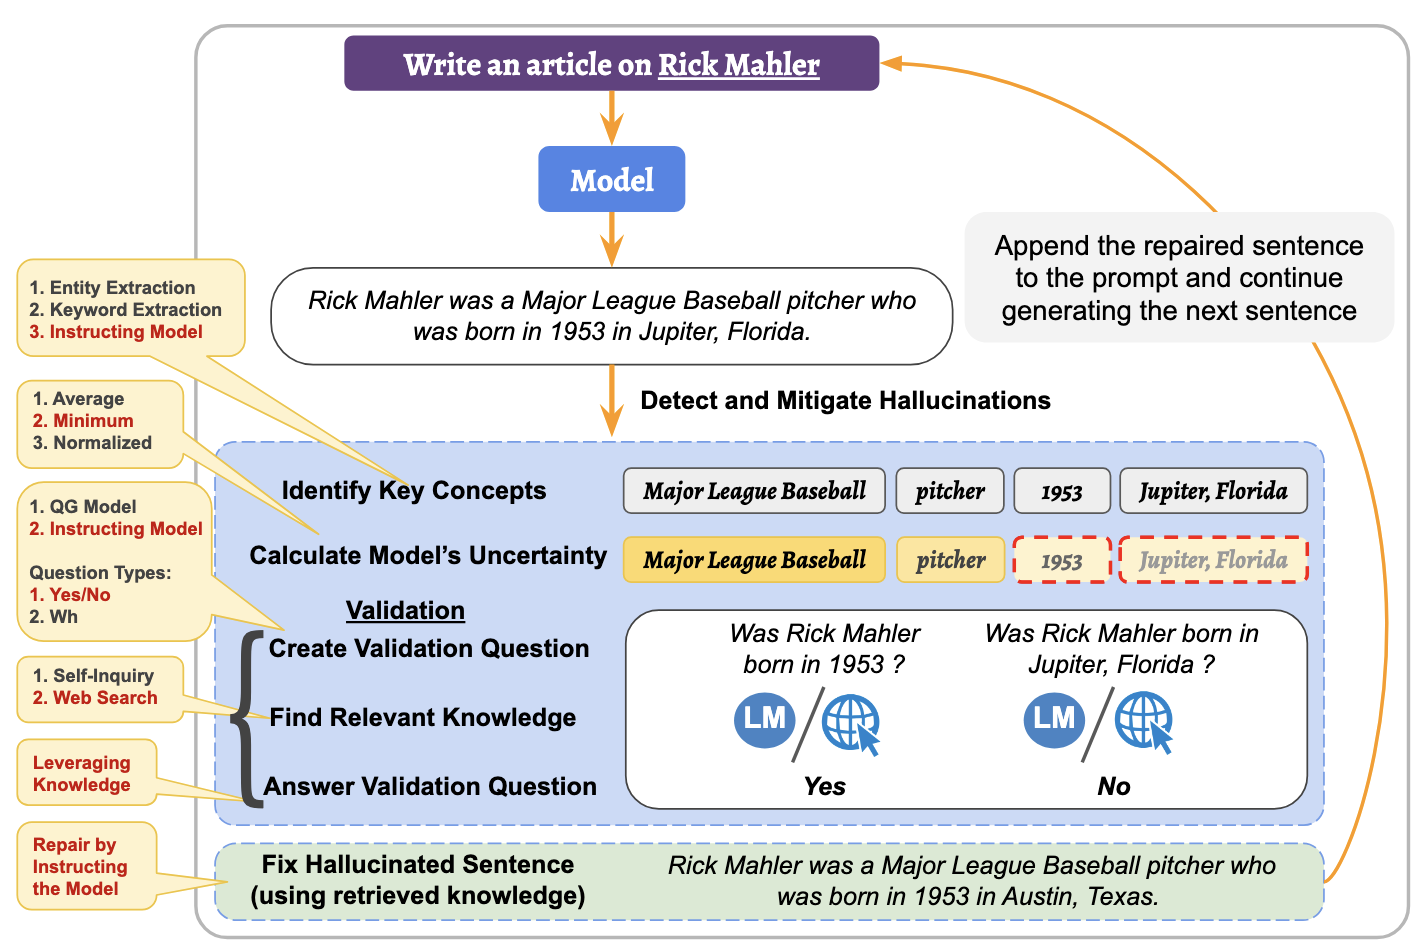 Write an article on Rick Mahler
Model
Rick Mahler was a Major League Baseball pitcher who
was born in 1953 in Jupiter, Florida.
Append the repaired sentence
to the prompt and continue
generating the next sentence
Detect and Mitigate Hallucinations
1. Entity Extraction
2. Keyword Extraction
3. Instructing Model
1. Average
2. Minimum
3. Normalized
1. QG Model
2. Instructing Model
Question Types:
1. Yes/No
2. Wh
1. Self-Inquiry
2. Web Search
Leveraging
Knowledge
Repair by
Instructing
the Model
Identify Key Concepts
Major League Baseball
pitcher
1953
Jupiter, Florida
Calculate Model’s Uncertainty
Major League Baseball
pitcher
1953
Jupiter, Florida
Validation
Create Validation Question
Find Relevant Knowledge
Answer Validation Question
Was Rick Mahler
born in 1953 ?
LM
Yes
Was Rick Mahler born in
Jupiter, Florida ?
LM
No
Fix Hallucinated Sentence
(using retrieved knowledge)
Rick Mahler was a Major League Baseball pitcher who
was born in 1953 in Austin, Texas.